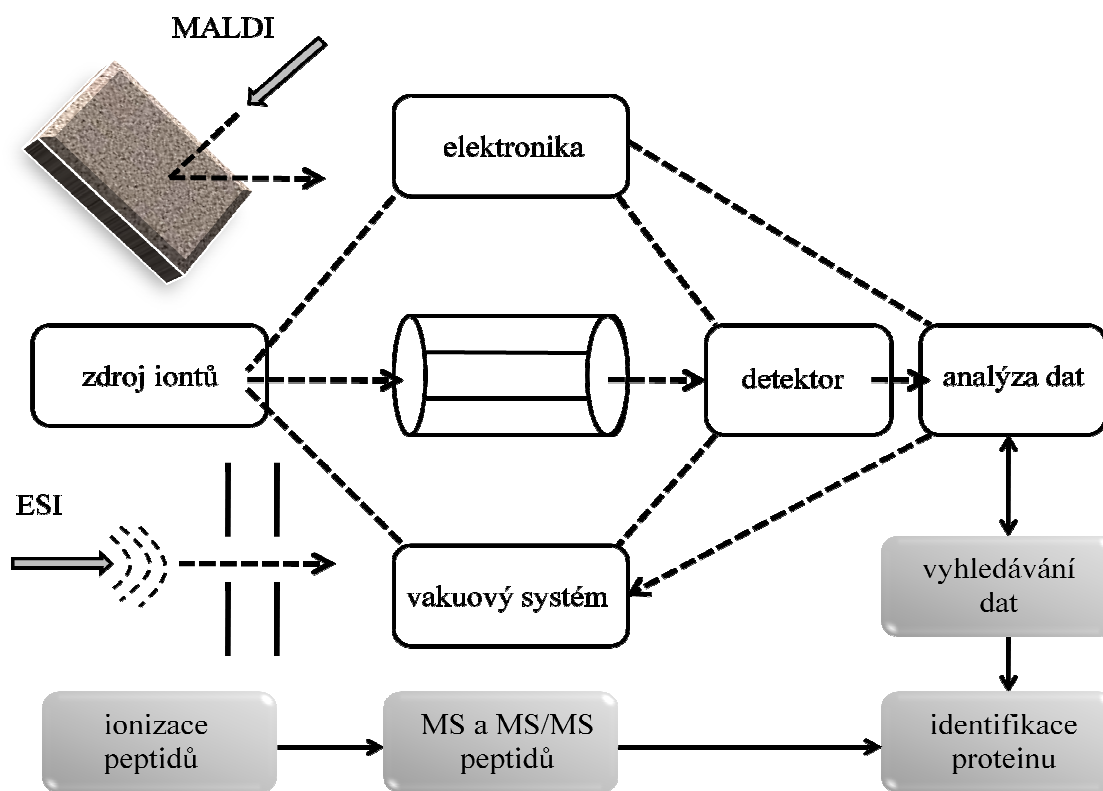 MALDI
elektronika
zdroj iontů
detektor
analýza dat
ESI
vakuový systém
vyhledávání
dat
ionizace
peptidů
MS a MS/MS
peptidů
identifikace
proteinu